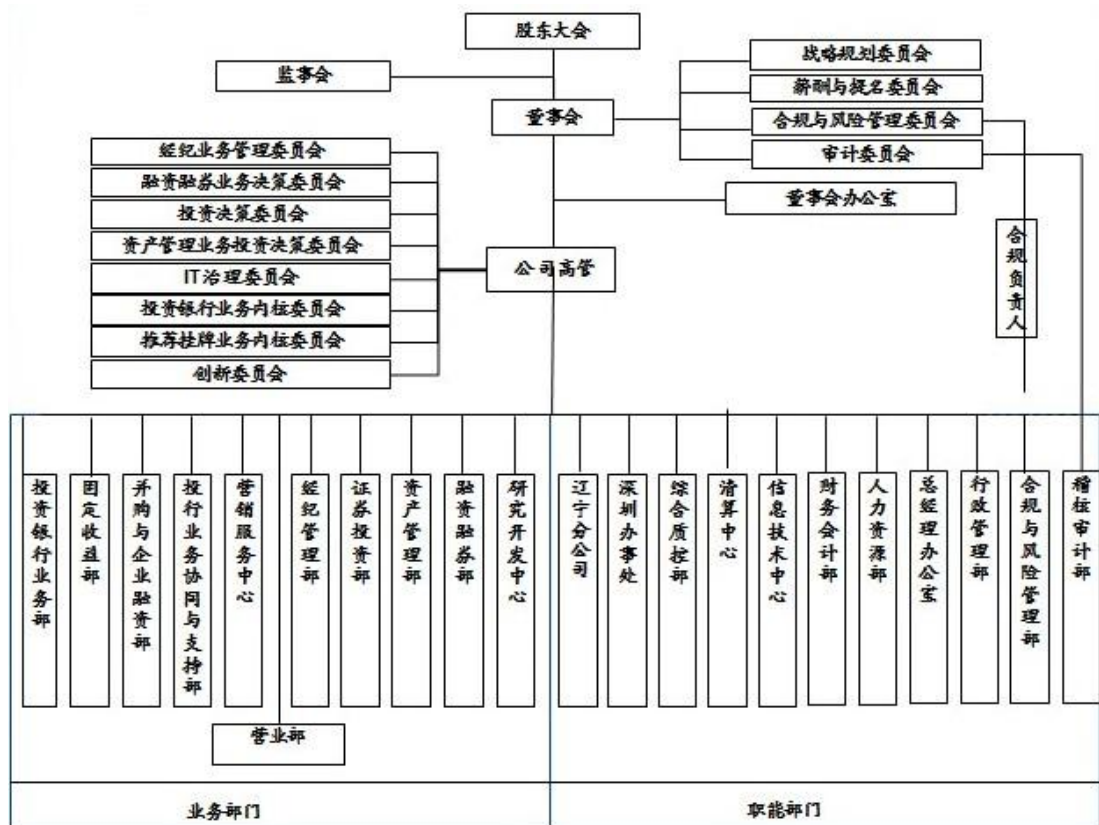 股东大会
监事会
董事会
战略规划委员会
薪酬与提名委员会
合规与风险管理委员会
审计委员会
董事会办公室
经纪业务管理委员会
融资融券业务决策委员会
投资决策委员会
资产管理业务投资决策委员会
IT治理委员会
投资银行业务内核委员会
推荐挂牌业务内核委员会
创新委员会
公司高管
合规负责人
投资银行业务部
固定收益部
并购与企业融资部
投行业务协同与支持部
营销服务中心
经纪管理部
证券投资部
资产管理部
融资融券部
研究开发中心
辽宁分公司
深圳办事处
综合质控部
清算中心
信息技术中心
财务会计部
人力资源部
总经理办公室
行政管理部
合规与风险管理部
稽核审计部
营业部
业务部门
职能部门